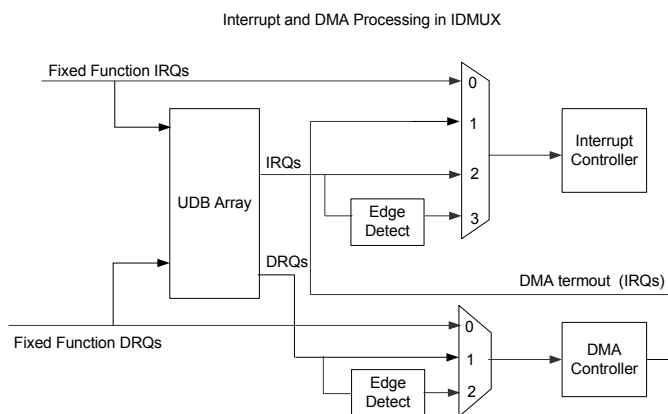 Interrupt and DMA Processing in IDMUX
Fixed Function IRQs
0
1
2
3
Interrupt
Controller
UDB Array
IRQs
Edge
Detect
DRQs
DMA termout (IRQs)
Fixed Function DRQs
0
1
2
Edge
Detect
DMA
Controller